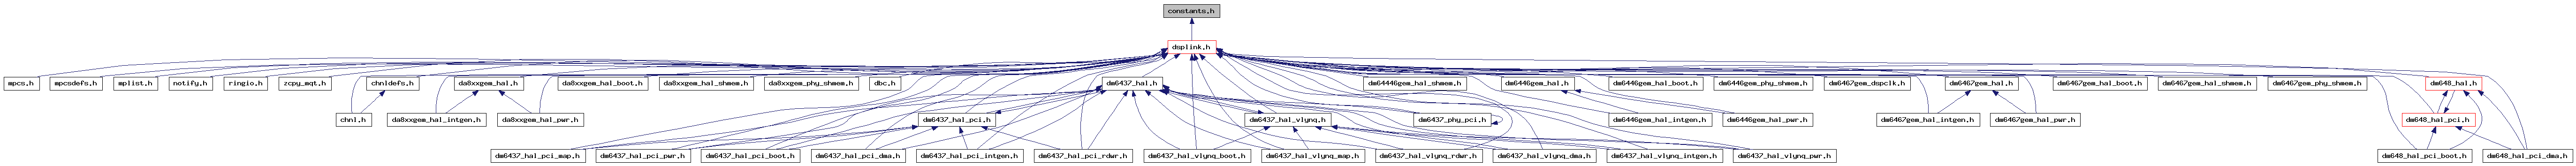 constants.h
dsplink.h
mpcs.h
mpcsdefs.h
mplist.h
notify.h
ringio.h
zcpy_mqt.h
chnldefs.h
da8xxgem_hal.h
da8xxgem_hal_boot.h
da8xxgem_hal_shmem.h
da8xxgem_phy_shmem.h
dbc.h
dm6437_hal.h
dm6446gem_hal_shmem.h
dm6446gem_hal.h
dm6446gem_hal_boot.h
dm6446gem_phy_shmem.h
dm6467gem_dspclk.h
dm6467gem_hal.h
dm6467gem_hal_boot.h
dm6467gem_hal_shmem.h
dm6467gem_phy_shmem.h
dm648_hal.h
chnl.h
da8xxgem_hal_intgen.h
da8xxgem_hal_pwr.h
dm6437_hal_pci.h
dm6437_hal_vlynq.h
dm6437_phy_pci.h
dm6446gem_hal_intgen.h
dm6446gem_hal_pwr.h
dm6467gem_hal_intgen.h
dm6467gem_hal_pwr.h
dm648_hal_pci.h
dm6437_hal_pci_map.h
dm6437_hal_pci_pwr.h
dm6437_hal_pci_boot.h
dm6437_hal_pci_dma.h
dm6437_hal_pci_intgen.h
dm6437_hal_pci_rdwr.h
dm6437_hal_vlynq_boot.h
dm6437_hal_vlynq_map.h
dm6437_hal_vlynq_rdwr.h
dm6437_hal_vlynq_dma.h
dm6437_hal_vlynq_intgen.h
dm6437_hal_vlynq_pwr.h
dm648_hal_pci_boot.h
dm648_hal_pci_dma.h